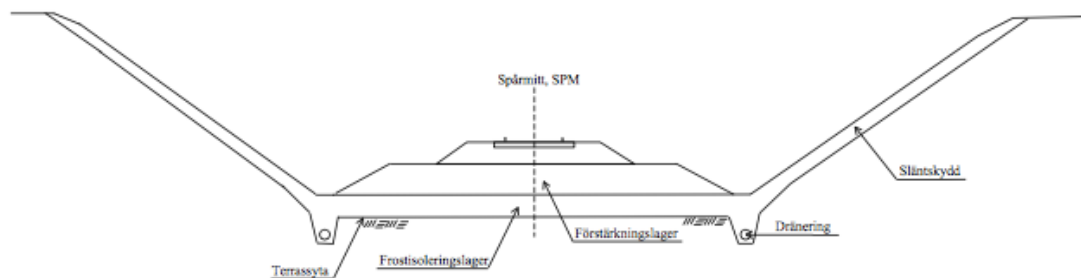 Spårmitt, SPM
Släntskydd
Förstärkningslager
Dränering
Frostisoleringslager
Terrassyta